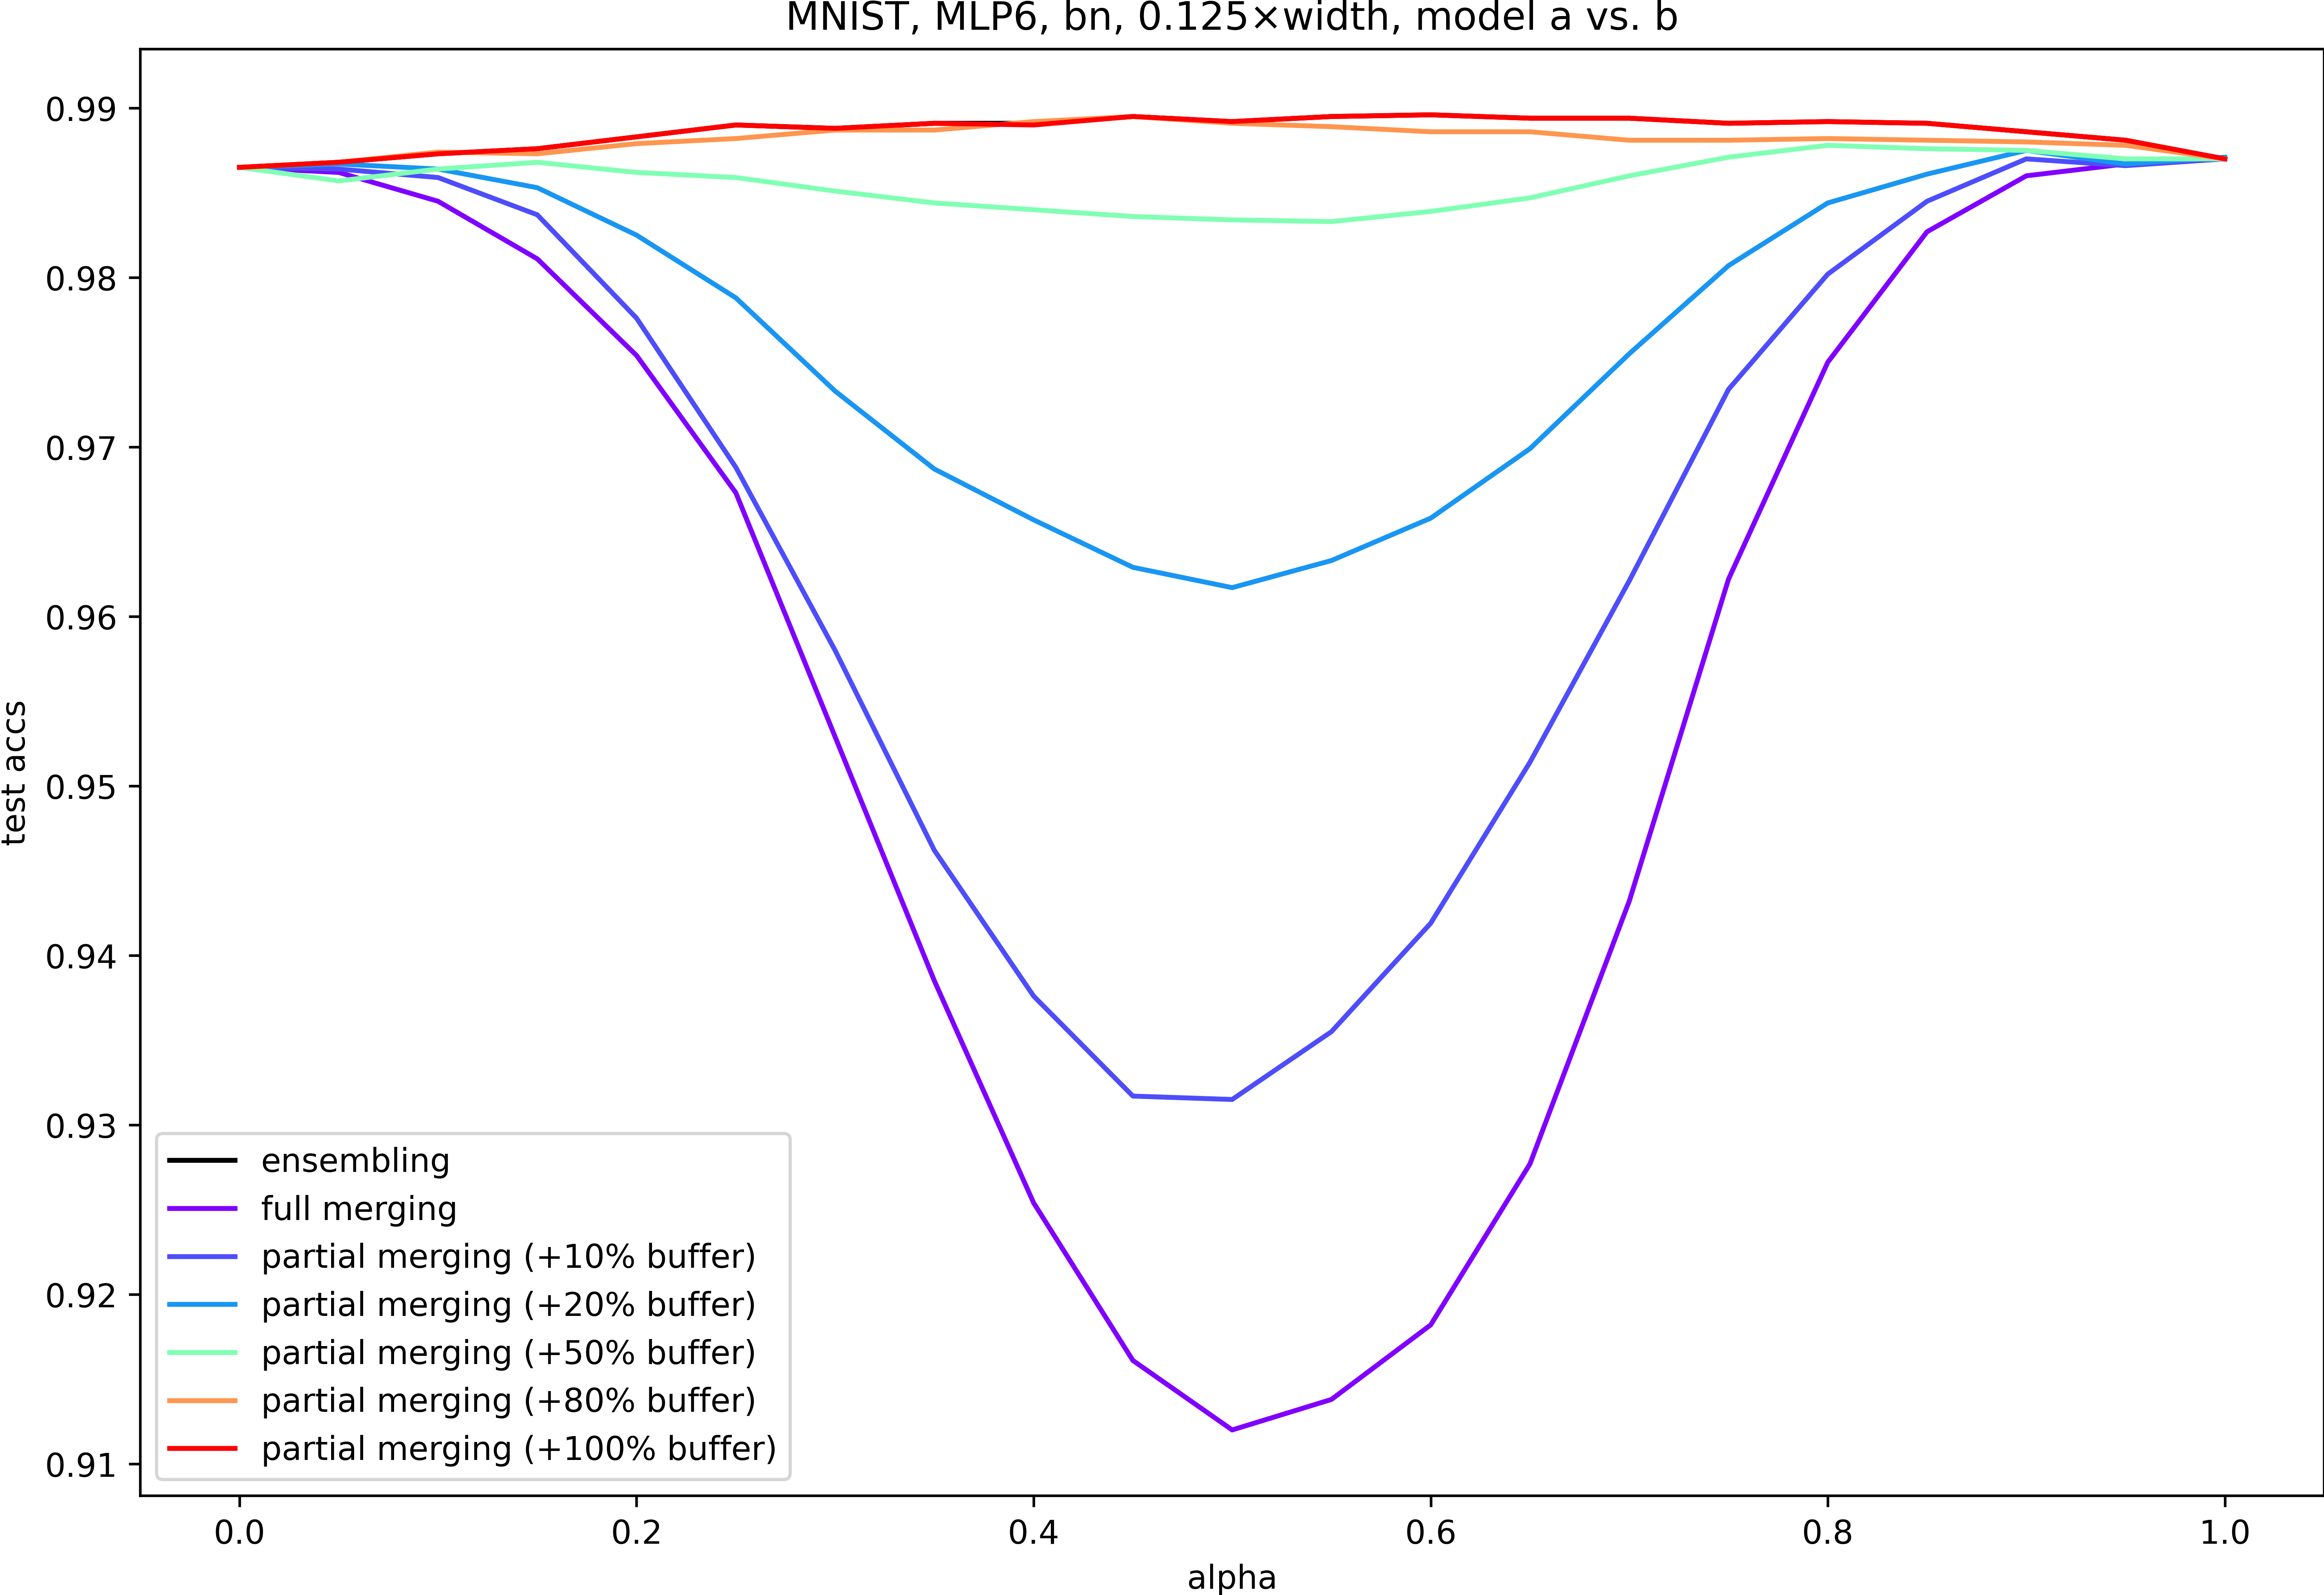 MNIST, MLP6, bn, 0.125×width, model a vs. b
0.99
0.98
0.97
0.96
0.95
0.94
0.93
0.92
0.91
test accs
ensembling
full merging
partial merging (+10% buffer)
partial merging (+20% buffer)
partial merging (+50% buffer)
partial merging (+80% buffer)
partial merging (+100% buffer)
0.0 0.2 0.4 0.6 0.8 1.0
alpha